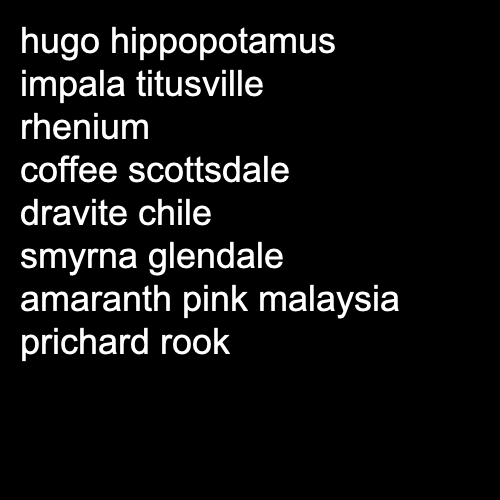 hugo hippopotamus
impala titusville
rhenium
coffee scottsdale
dravite chile
smyrna glendale
amaranth pink malaysia
prichard rook